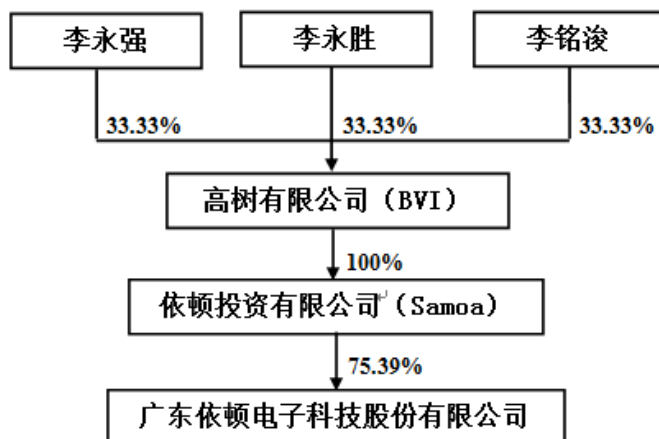 李永强 李永胜 李铭浚
33.33% 33.33% 33.33%
高树有限公司（BVI）
100%
依顿投资有限公司（Samoa）
75.39%
广东依顿电子科技股份有限公司